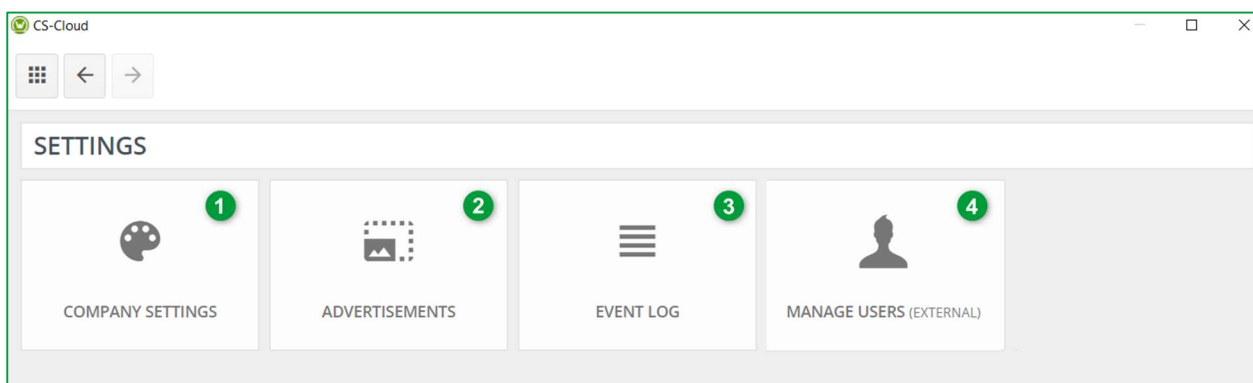 CS-Cloud
SETTINGS
1
2
3
4
COMPANY SETTINGS
ADVERTISEMENTS
EVENT LOG
MANAGE USERS (EXTERNAL)